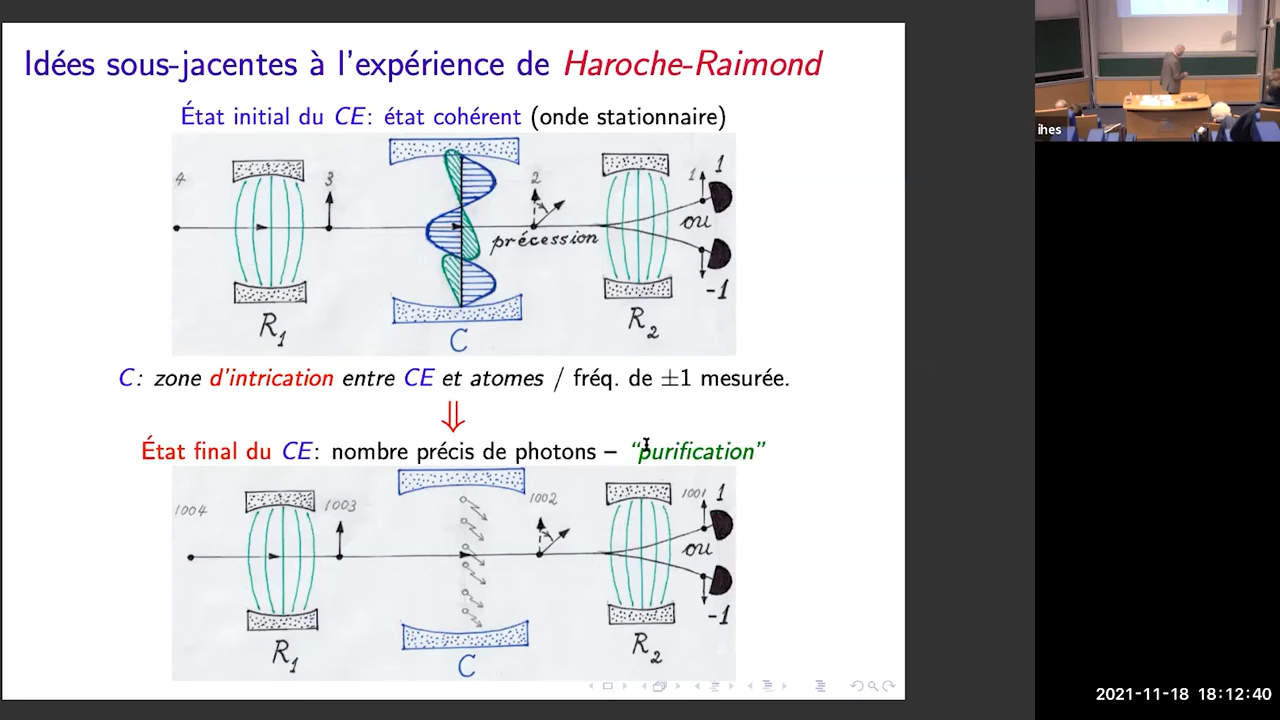 Idées sous-jacentes à l'expérience de Haroche-Raimond
État initial du CE: état cohérent (onde stationnaire)
4 3 2 1 1
ou
précession
-1
R1 C R2
C: zone d'intrication entre CE et atomes / fréq. de ±1 mesurée.
⇓
État final du CE: nombre précis de photons – “purification”
1004 1003 1002 1001 1
ou
-1
R1 C R2
ihes
2021-11-18 18:12:40